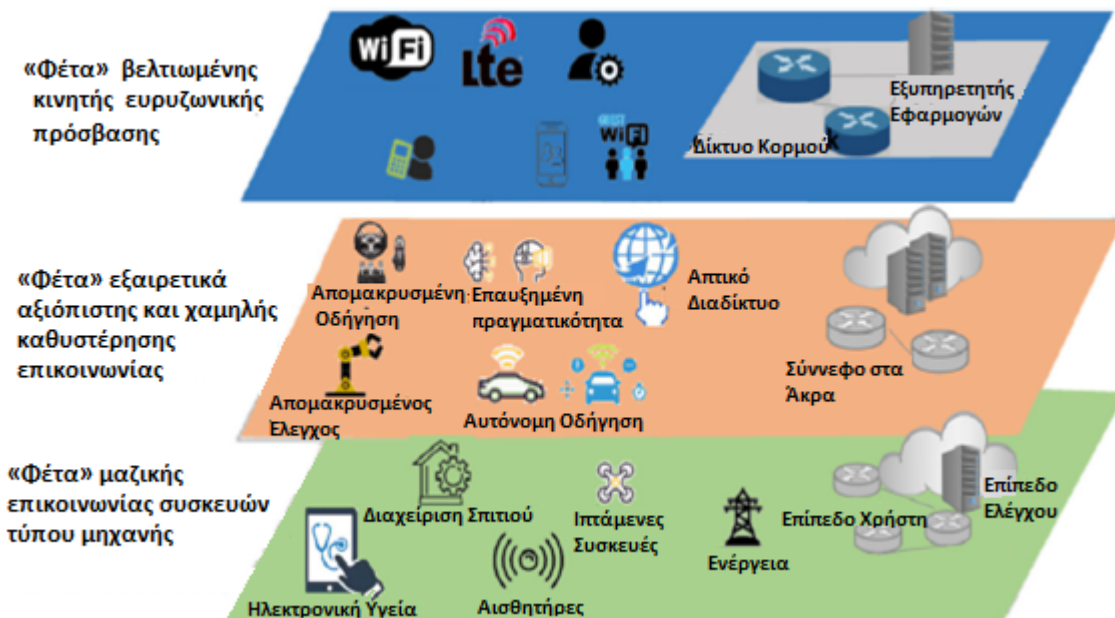 «Φέτα» βελτιωμένης
κινητής ευρυζωνικής
πρόσβασης
WiFi
Lte
GUEST
WiFi
Εξυπηρετητής
Εφαρμογών
Δίκτυο Κορμού
«Φέτα» εξαιρετικά
αξιόπιστης και χαμηλής
καθυστέρησης
επικοινωνίας
Απομακρυσμένη
Οδήγηση
Επαυξημένη
πραγματικότητα
Απτικό
Διαδίκτυο
Απομακρυσμένος
Έλεγχος
Αυτόνομη Οδήγηση
Σύννεφο στα
Άκρα
«Φέτα» μαζικής
επικοινωνίας συσκευών
τύπου μηχανής
Διαχείριση Σπιτιού
Ιπτάμενες
Συσκευές
Ενέργεια
Επίπεδο Χρήστη
Επίπεδο
Ελέγχου
Ηλεκτρονική Υγεία
Αισθητήρες